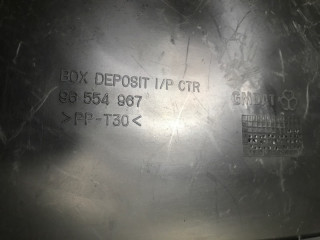 BOX DEPOSIT I/P CTR
96 554 967
>PP-T30<